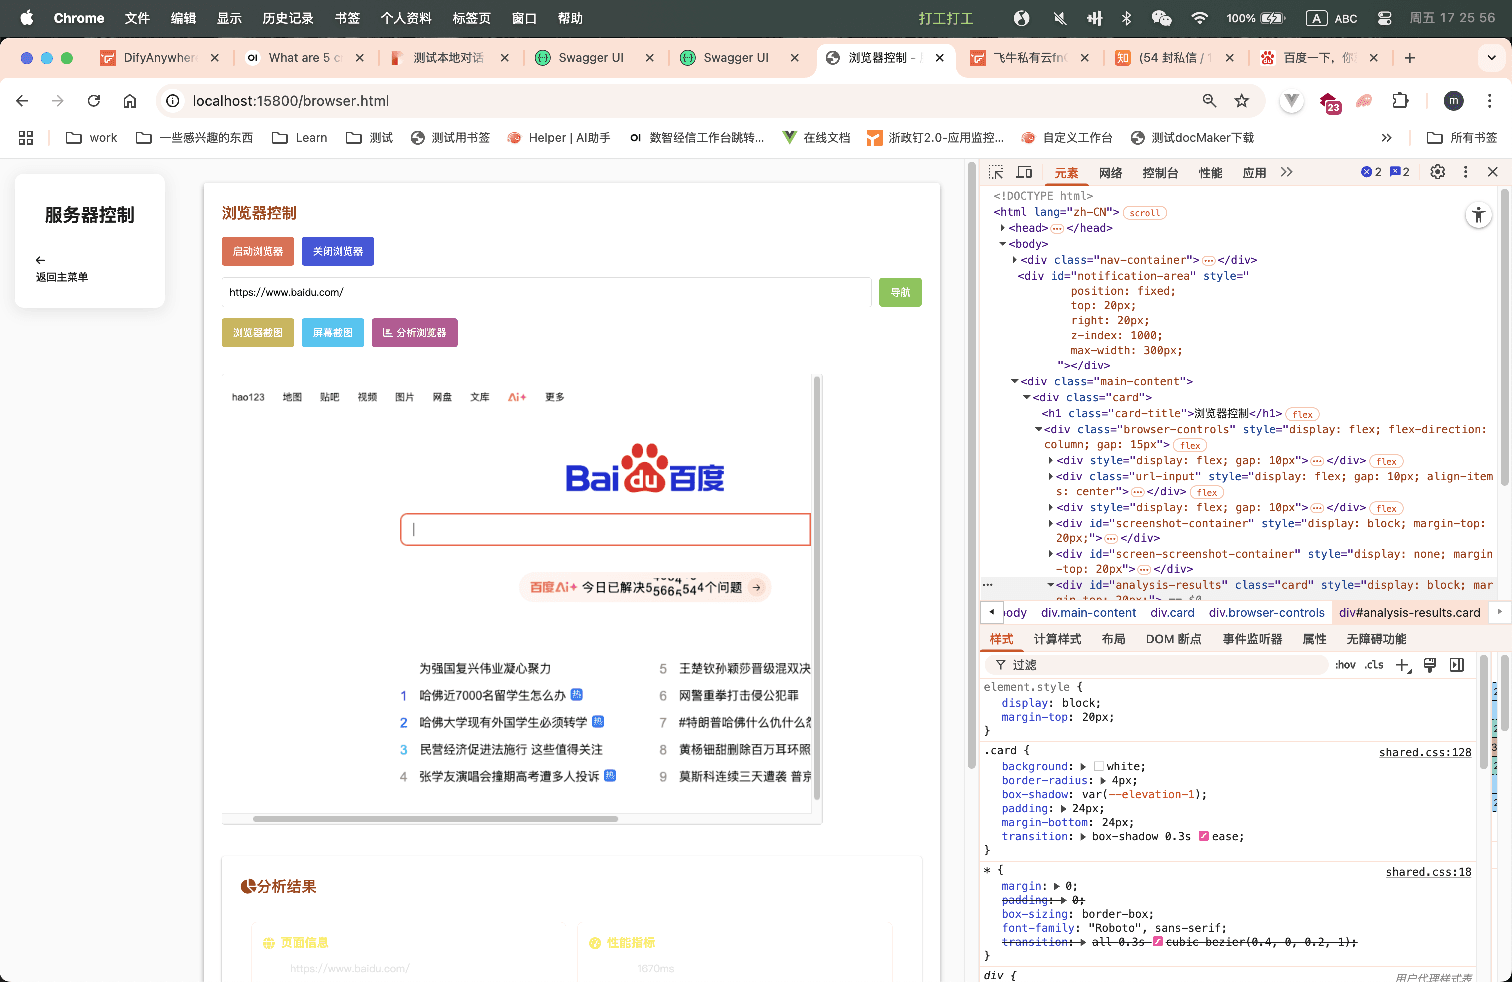 Chrome 文件 编辑 显示 历史记录 书签 个人资料 标签页 窗口 帮助 打工打工 100% A ABC 周五 17 25 56
DifyAnywhere OI What are 5 c 测试本地对话 Swagger UI Swagger UI 浏览器控制 - 飞牛私有云fn 知 (54 封私信 / 1 百度一下，你
localhost:15800/browser.html 23 m
work 一些感兴趣的东西 Learn 测试 测试用书签 Helper | AI助手 OI 数智经信工作台跳转... 在线文档 浙政钉2.0-应用监控... 自定义工作台 测试docMaker下载 » 所有书签
服务器控制
返回主菜单
浏览器控制
启动浏览器 关闭浏览器
https://www.baidu.com/ 导航
浏览器截图 屏幕截图 分析浏览器
hao123 地图 贴吧 视频 图片 网盘 文库 Ai+ 更多
Bai du 百度
百度Ai+ 今日已解决 4个问题
为强国复兴伟业凝心聚力
1 哈佛近7000名留学生怎么办 热
2 哈佛大学现有外国学生必须转学 热
3 民营经济促进法施行 这些值得关注
4 张学友演唱会撞期高考遭多人投诉 热
5 王楚钦孙颖莎晋级混双决
6 网警重拳打击侵公犯罪
7 #特朗普哈佛什么仇什么怨
8 黄杨钿甜删除百万耳环照
9 莫斯科连续三天遭袭 普京
分析结果
页面信息
https://www.baidu.com/
性能指标
1670ms
元素 网络 控制台 性能 应用 2 2
<!DOCTYPE html>
<html lang="zh-CN"> scroll
<head> ⋯ </head>
<body>
<div class="nav-container"> ⋯ </div>
<div id="notification-area" style="
position: fixed;
top: 20px;
right: 20px;
z-index: 1000;
max-width: 300px;
"></div>
<div class="main-content">
<div class="card">
<h1 class="card-title">浏览器控制</h1> flex
<div class="browser-controls" style="display: flex; flex-direction:
column; gap: 15px"> flex
<div style="display: flex; gap: 10px"> ⋯ </div> flex
<div class="url-input" style="display: flex; gap: 10px; align-item
s: center"> ⋯ </div> flex
<div style="display: flex; gap: 10px"> ⋯ </div> flex
<div id="screenshot-container" style="display: block; margin-top:
20px;"> ⋯ </div>
<div id="screen-screenshot-container" style="display: none; margin
-top: 20px"> ⋯ </div>
<div id="analysis-results" class="card" style="display: block; mar
gin-top: 20px;"> == $0
body div.main-content div.card div.browser-controls div#analysis-results.card
样式 计算样式 布局 DOM 断点 事件监听器 属性 无障碍功能
过滤 :hov .cls
element.style {
display: block;
margin-top: 20px;
}
.card { shared.css:128
background: white;
border-radius: 4px;
box-shadow: var(--elevation-1);
padding: 24px;
margin-bottom: 24px;
transition: box-shadow 0.3s ease;
}
* { shared.css:18
margin: 0;
padding: 0;
box-sizing: border-box;
font-family: "Roboto", sans-serif;
transition: all 0.3s cubic-bezier(0.4, 0, 0.2, 1);
}
div { 用户代理样式表